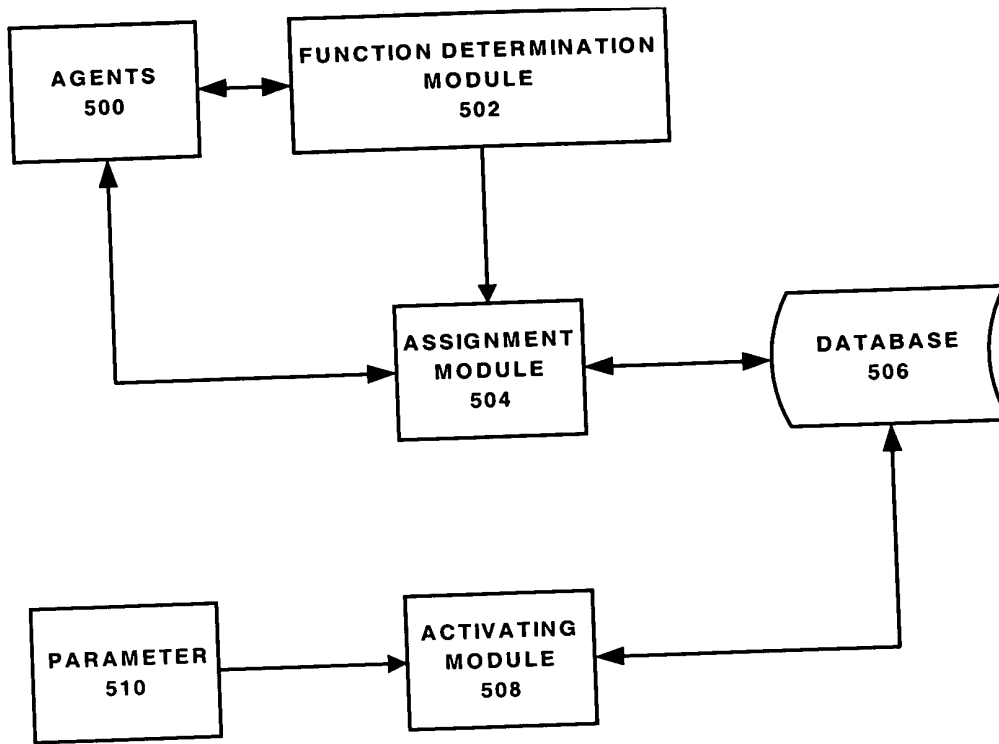 AGENTS
500
FUNCTION DETERMINATION
MODULE
502
ASSIGNMENT
MODULE
504
DATABASE
506
PARAMETER
510
ACTIVATING
MODULE
508